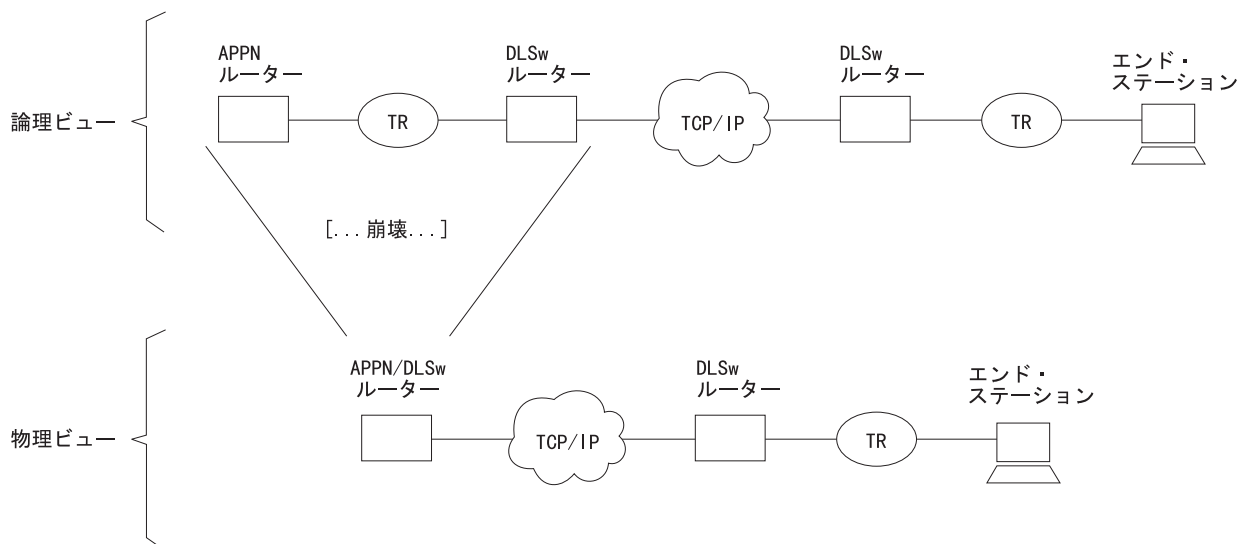 APPN
ルーター
DLSw
ルーター
DLSw
ルーター
エンド・
ステーション
論理ビュー
TR
TCP/IP
TR
[...崩壊...]
APPN/DLSw
ルーター
DLSw
ルーター
エンド・
ステーション
物理ビュー
TCP/IP
TR